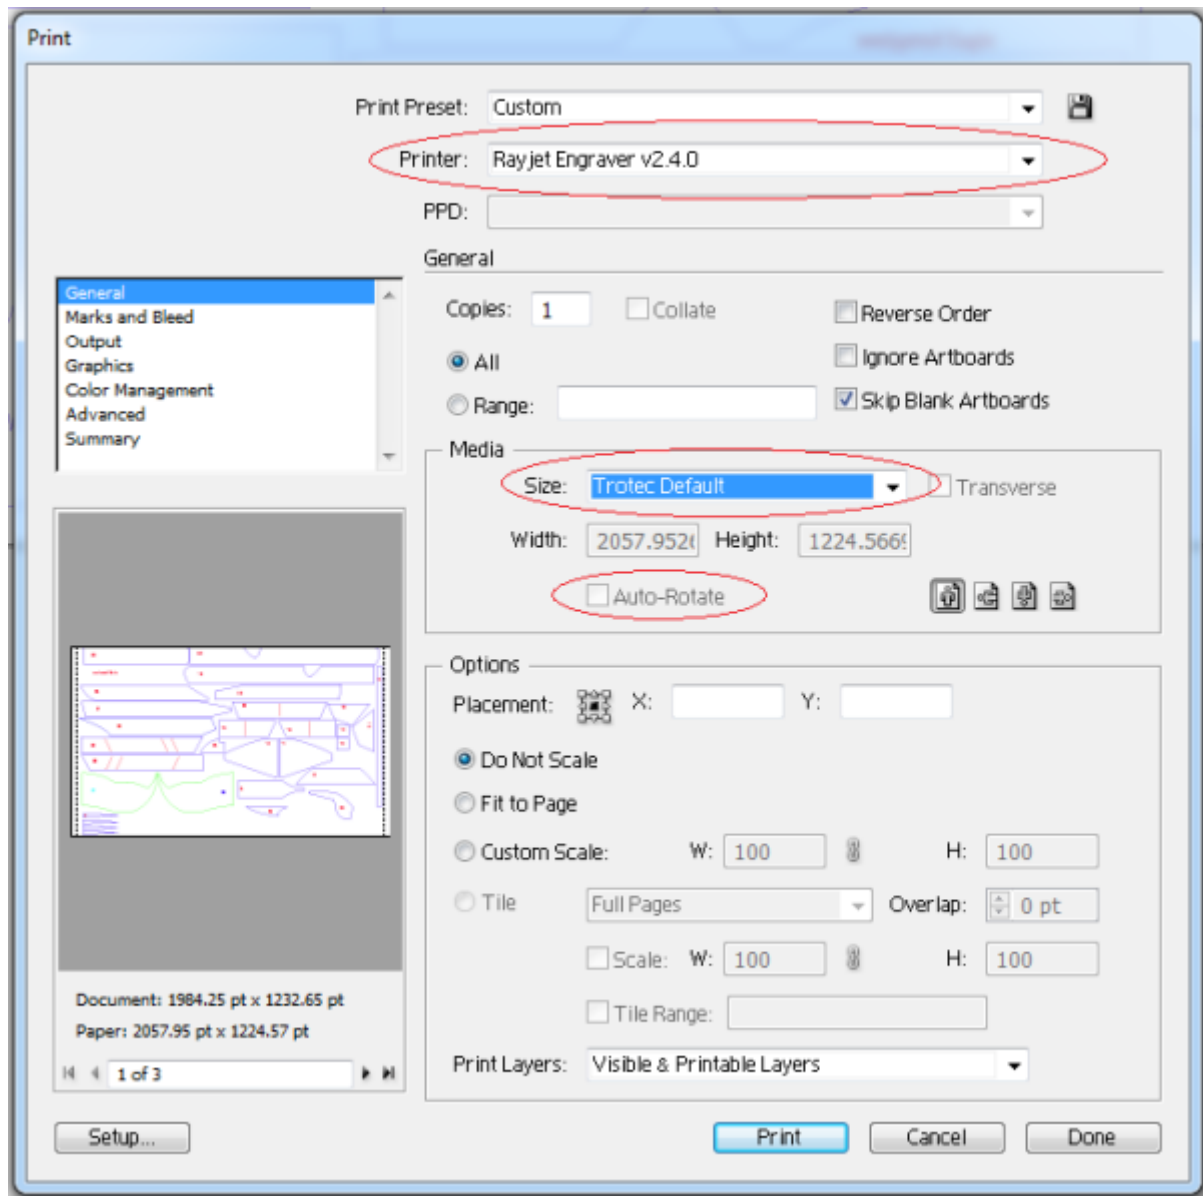 Print
Print Preset: Custom
Printer: Rayjet Engraver v2.4.0
PPD:
General
General
Marks and Bleed
Output
Graphics
Color Management
Advanced
Summary
Copies: 1 Collate Reverse Order
All Ignore Artboards
Range: Skip Blank Artboards
Media
Size: Trotec Default Transverse
Width: 2057.952 Height: 1224.566
Auto-Rotate
Options
Placement: X: Y:
Do Not Scale
Fit to Page
Custom Scale: W: 100 H: 100
Tile Full Pages Overlap: 0 pt
Scale: W: 100 H: 100
Tile Range:
Print Layers: Visible & Printable Layers
Document: 1984.25 pt x 1232.65 pt
Paper: 2057.95 pt x 1224.57 pt
1 of 3
Setup... Print Cancel Done